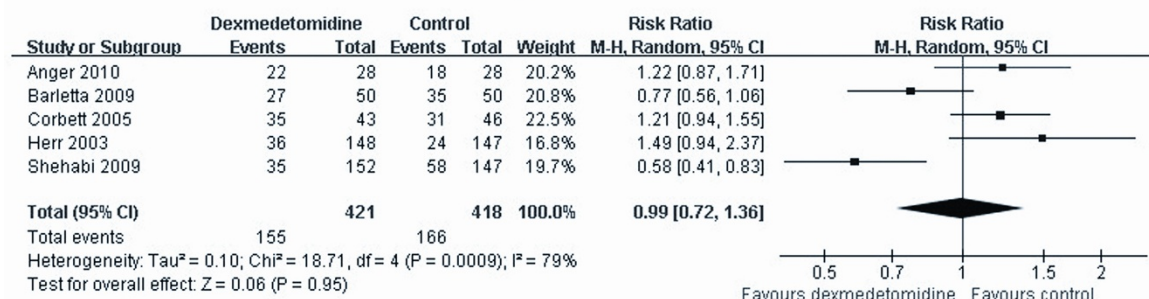 Dexmedetomidine Control Risk Ratio Risk Ratio
Study or Subgroup Events Total Events Total Weight M-H, Random, 95% CI M-H, Random, 95% CI
Anger 2010 22 28 18 28 20.2% 1.22 [0.87, 1.71]
Barletta 2009 27 50 35 50 20.8% 0.77 [0.56, 1.06]
Corbett 2005 35 43 31 46 22.5% 1.21 [0.94, 1.55]
Herr 2003 36 148 24 147 16.8% 1.49 [0.94, 2.37]
Shehabi 2009 35 152 58 147 19.7% 0.58 [0.41, 0.83]
Total (95% CI) 421 418 100.0% 0.99 [0.72, 1.36]
Total events 155 166
Heterogeneity: Tau² = 0.10; Chi² = 18.71, df = 4 (P = 0.0009); I² = 79%
Test for overall effect: Z = 0.06 (P = 0.95)
0.5 0.7 1 1.5 2
Favours dexmedetomidine Favours control